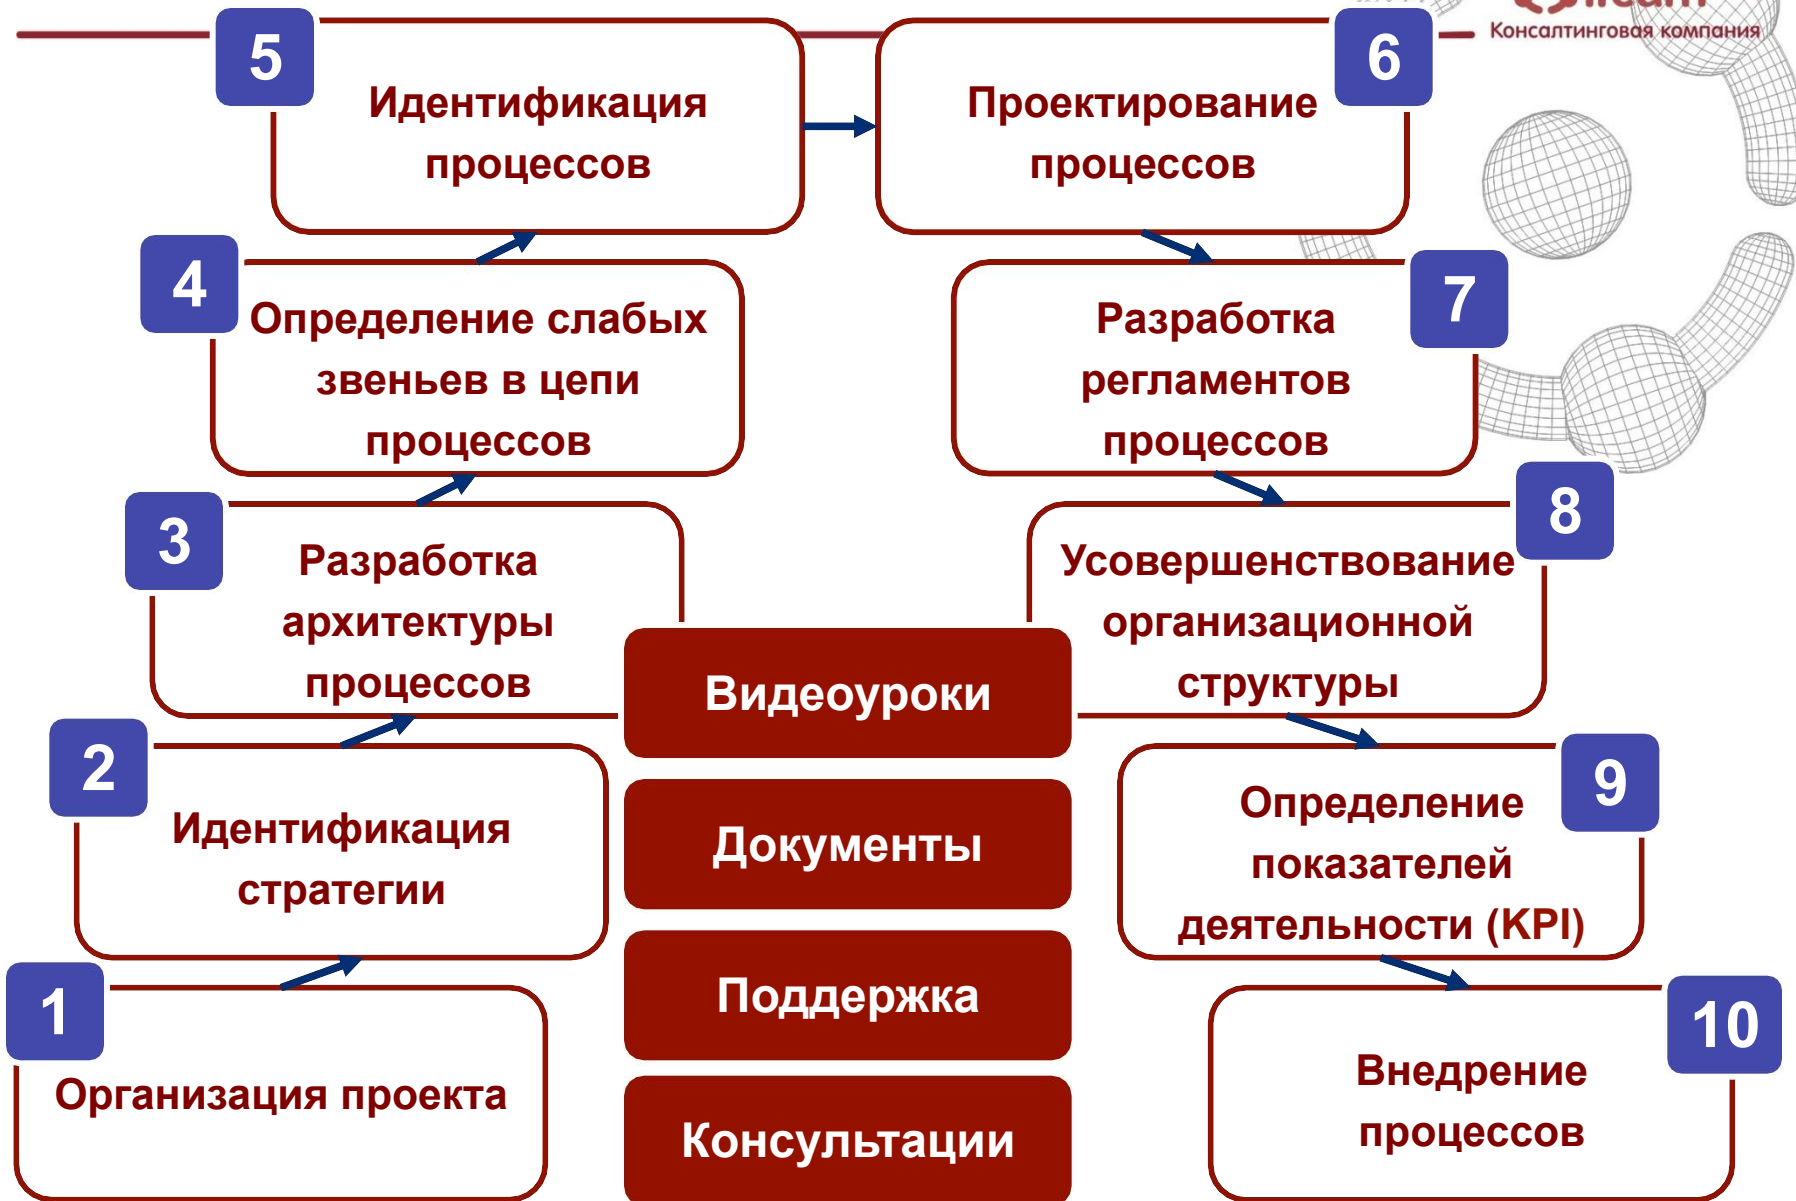 Консалтинговая компания
5
Идентификация
процессов
6
Проектирование
процессов
4
Определение слабых
звеньев в цепи
процессов
7
Разработка
регламентов
процессов
3
Разработка
архитектуры
процессов
8
Усовершенствование
организационной
структуры
2
Идентификация
стратегии
9
Определение
показателей
деятельности (KPI)
1
Организация проекта
10
Внедрение
процессов
Видеоуроки
Документы
Поддержка
Консультации